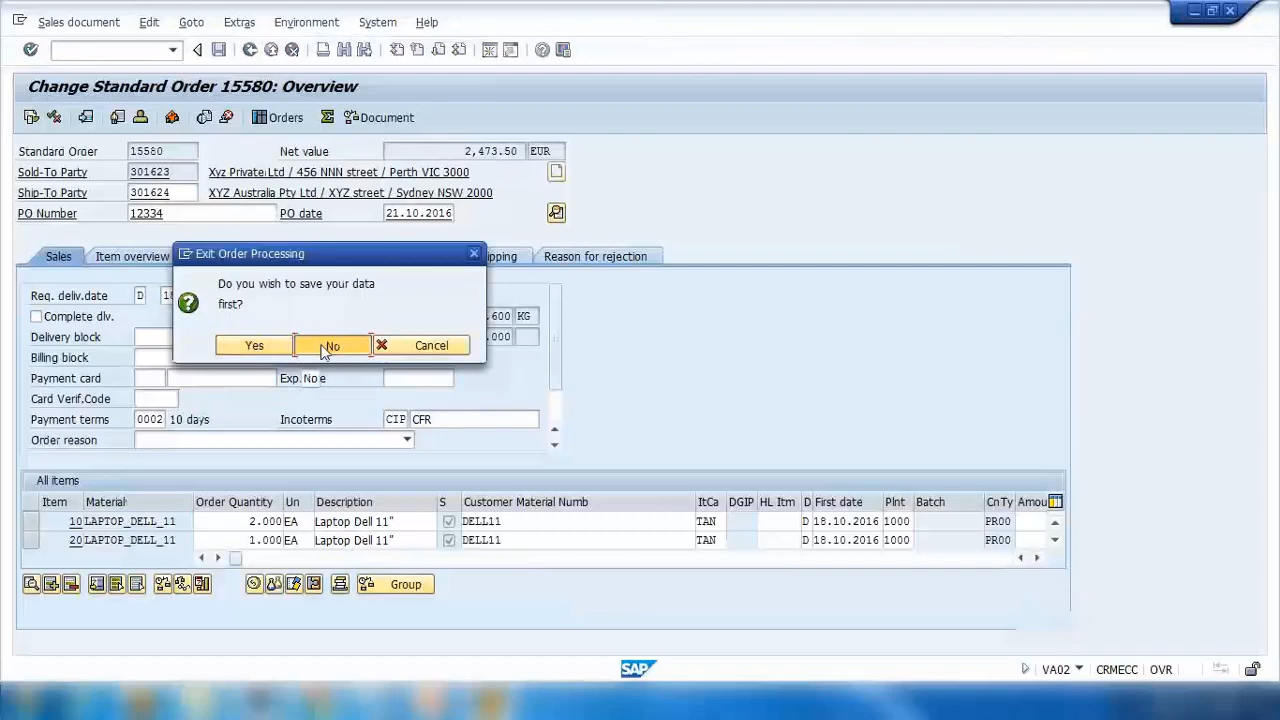 Sales document Edit Goto Extras Environment System Help
Change Standard Order 15580: Overview
Orders Document
Standard Order 15580 Net value 2,473.50 EUR
Sold-To Party 301623 Xyz Private Ltd / 456 NNN street / Perth VIC 3000
Ship-To Party 301624 XYZ Australia Pty Ltd / XYZ street / Sydney NSW 2000
PO Number 12334 PO date 21.10.2016
Sales Item overview pping Reason for rejection
Exit Order Processing
Do you wish to save your data
first?
Yes No Cancel
Req. deliv.date D 18
Complete dlv. .600 KG
Delivery block .000
Billing block
Payment card Exp. No e
Card Verif.Code
Payment terms 0002 10 days Incoterms CIP CFR
Order reason
All items
Item Material Order Quantity Un Description S Customer Material Numb ItCa DGIP HL Itm D First date Plnt Batch CnTy Amou
10 LAPTOP_DELL_11 2.000 EA Laptop Dell 11" DELL11 TAN D 18.10.2016 1000 PR00
20 LAPTOP_DELL_11 1.000 EA Laptop Dell 11" DELL11 TAN D 18.10.2016 1000 PR00
Group
SAP VA02 CRMECC OVR